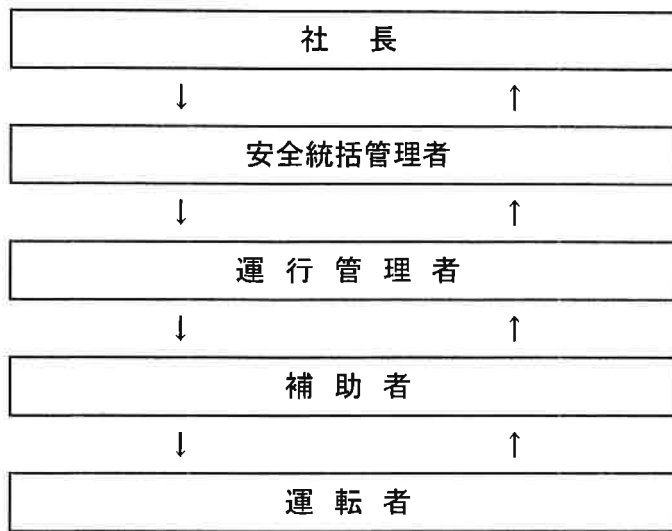 社 長
↓ ↑
安全統括管理者
↓ ↑
運 行 管 理 者
↓ ↑
補 助 者
↓ ↑
運 転 者